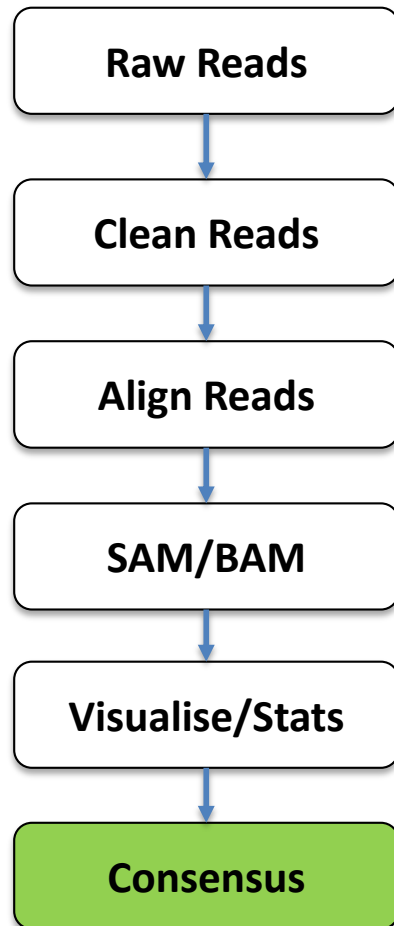 Raw Reads
Clean Reads
Align Reads
SAM/BAM
Visualise/Stats
Consensus